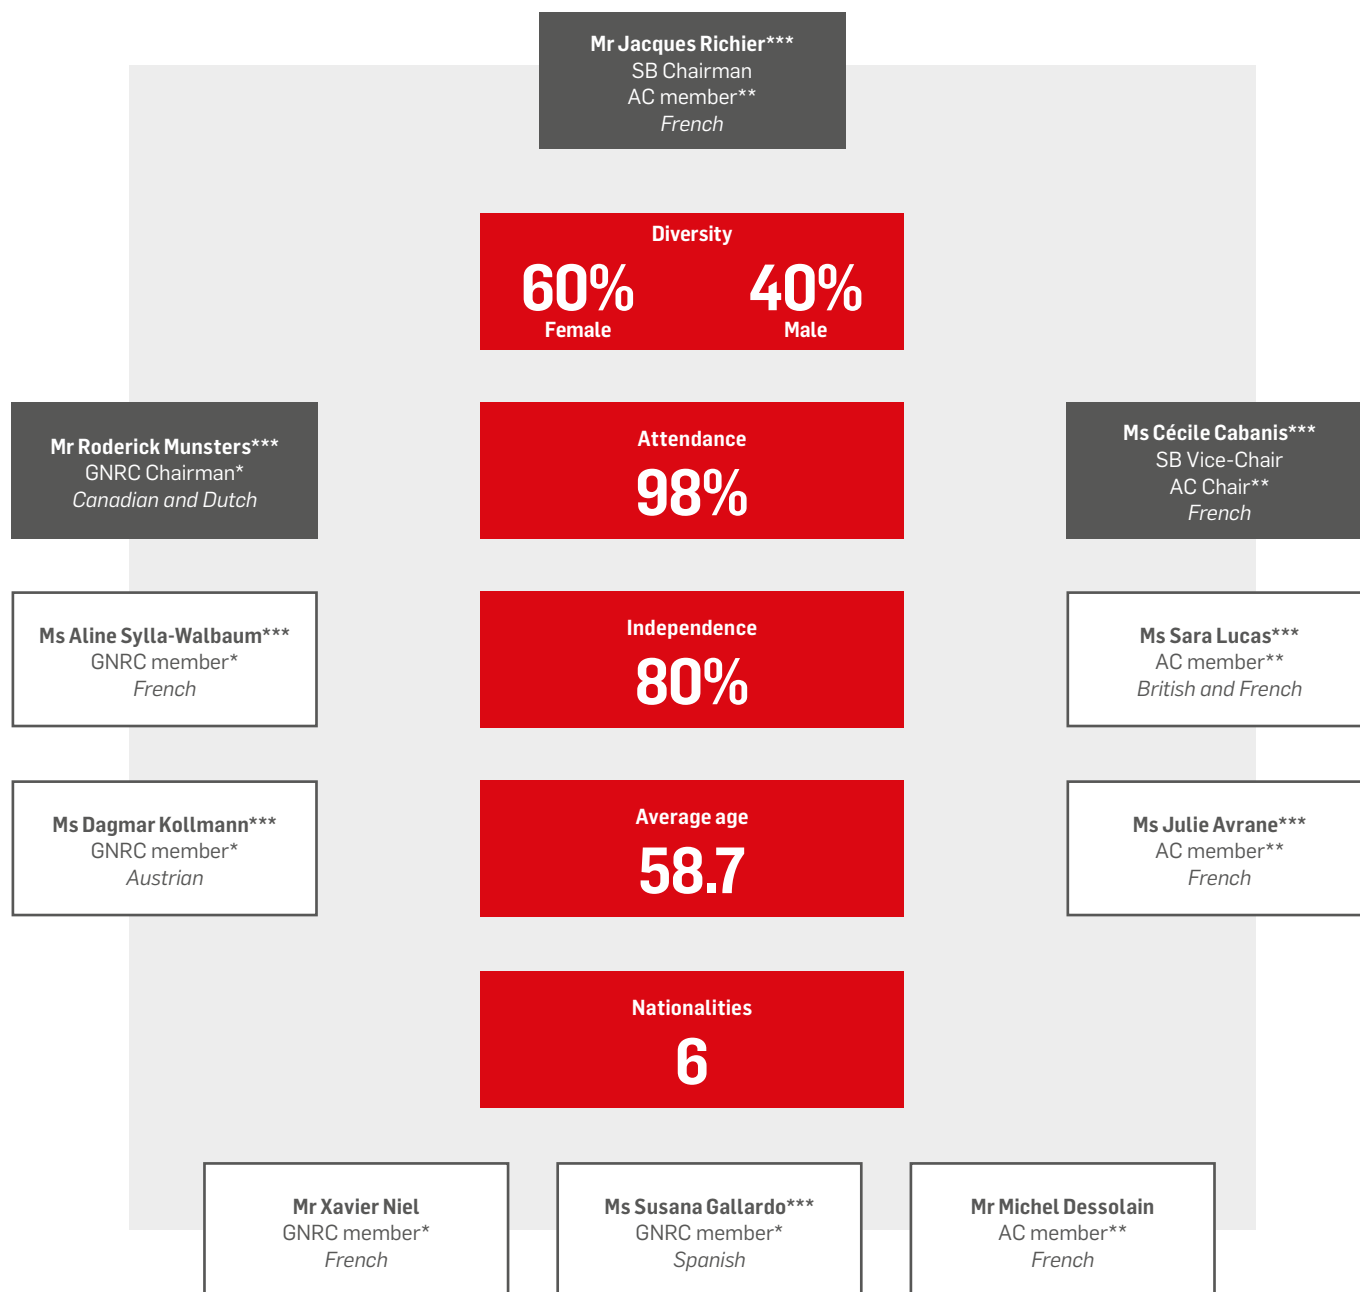 Mr Jacques Richier***
SB Chairman
AC member**
French
Diversity
60% 40%
Female Male
Mr Roderick Munsters***
GNRC Chairman*
Canadian and Dutch
Attendance
98%
Ms Cécile Cabanis***
SB Vice-Chair
AC Chair**
French
Ms Aline Sylla-Walbaum***
GNRC member*
French
Independence
80%
Ms Sara Lucas***
AC member**
British and French
Ms Dagmar Kollmann***
GNRC member*
Austrian
Average age
58.7
Ms Julie Avrane***
AC member**
French
Nationalities
6
Mr Xavier Niel
GNRC member*
French
Ms Susana Gallardo***
GNRC member*
Spanish
Mr Michel Dessolain
AC member**
French